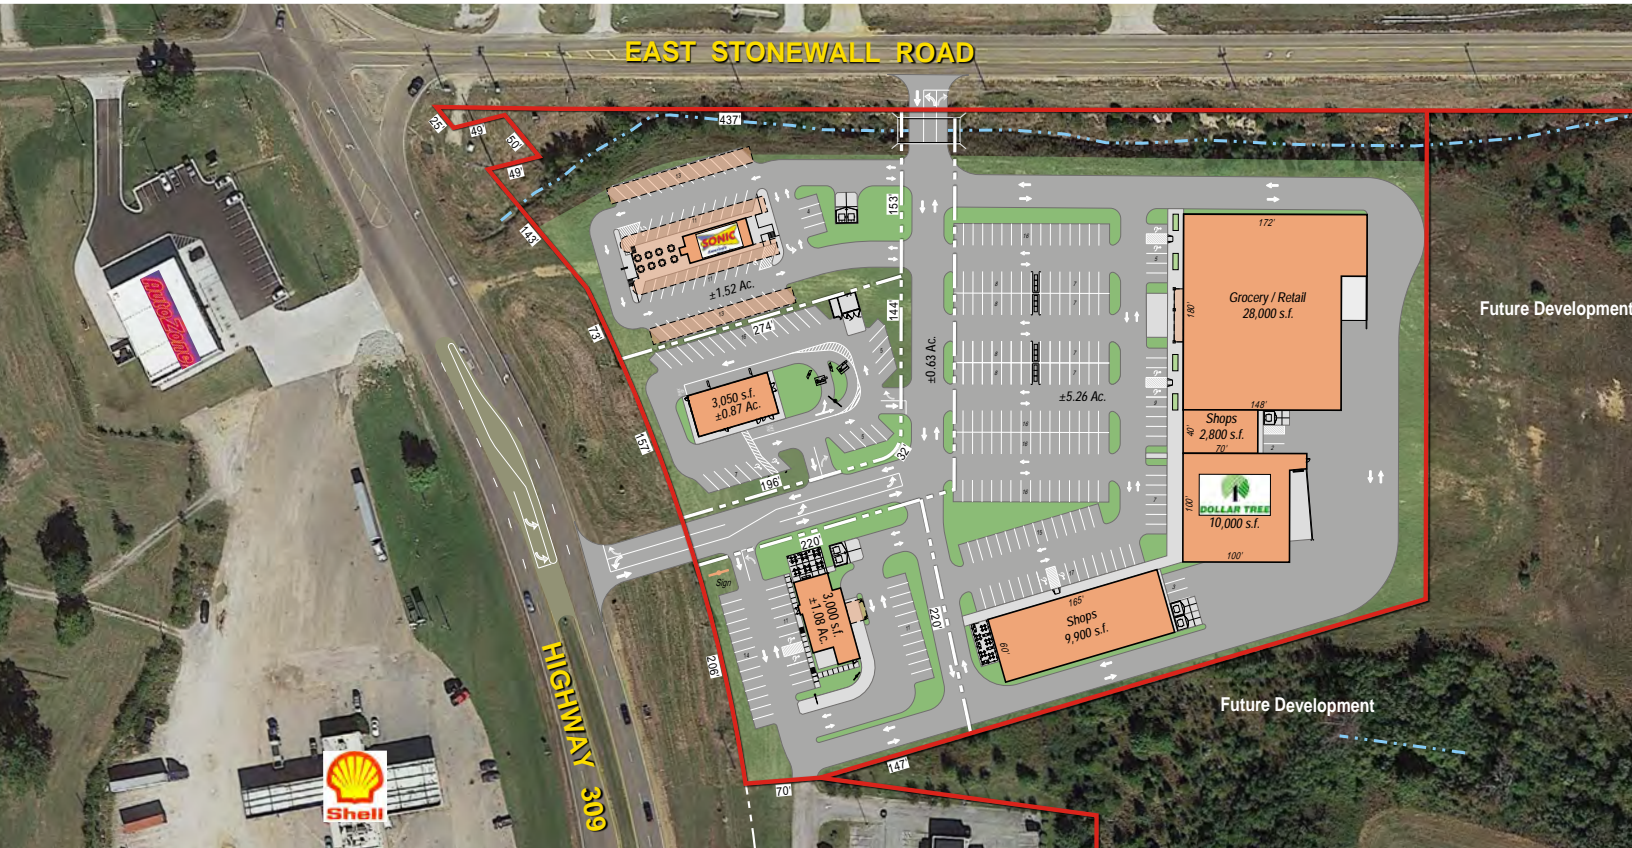 EAST STONEWALL ROAD
25'
49'
50'
49'
437'
143'
153'
SONIC
±1.52 Ac.
172'
Grocery / Retail
28,000 s.f.
180'
Future Development
AutoZone
73'
274'
144'
±0.63 Ac.
3,050 s.f.
±0.87 Ac.
±5.26 Ac.
148'
Shops
2,800 s.f.
40'
70'
157'
32'
196'
DOLLAR TREE
10,000 s.f.
100'
100'
220'
Sign
3,000 s.f.
±1.08 Ac.
220'
165'
Shops
9,900 s.f.
60'
206'
HIGHWAY 309
Future Development
147'
70'
Shell